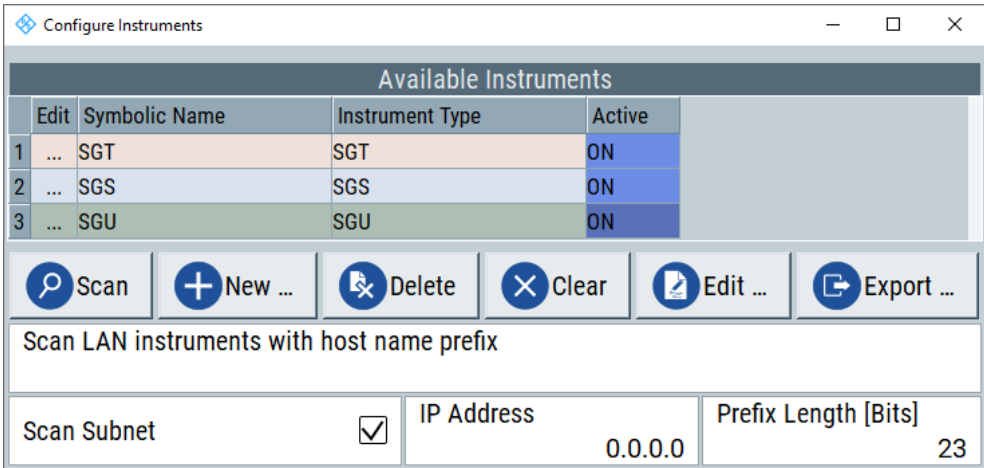 Configure Instruments
Available Instruments
Edit Symbolic Name Instrument Type Active
1 ... SGT SGT ON
2 ... SGS SGS ON
3 ... SGU SGU ON
Scan New ... Delete Clear Edit ... Export ...
Scan LAN instruments with host name prefix
Scan Subnet IP Address 0.0.0.0 Prefix Length [Bits] 23